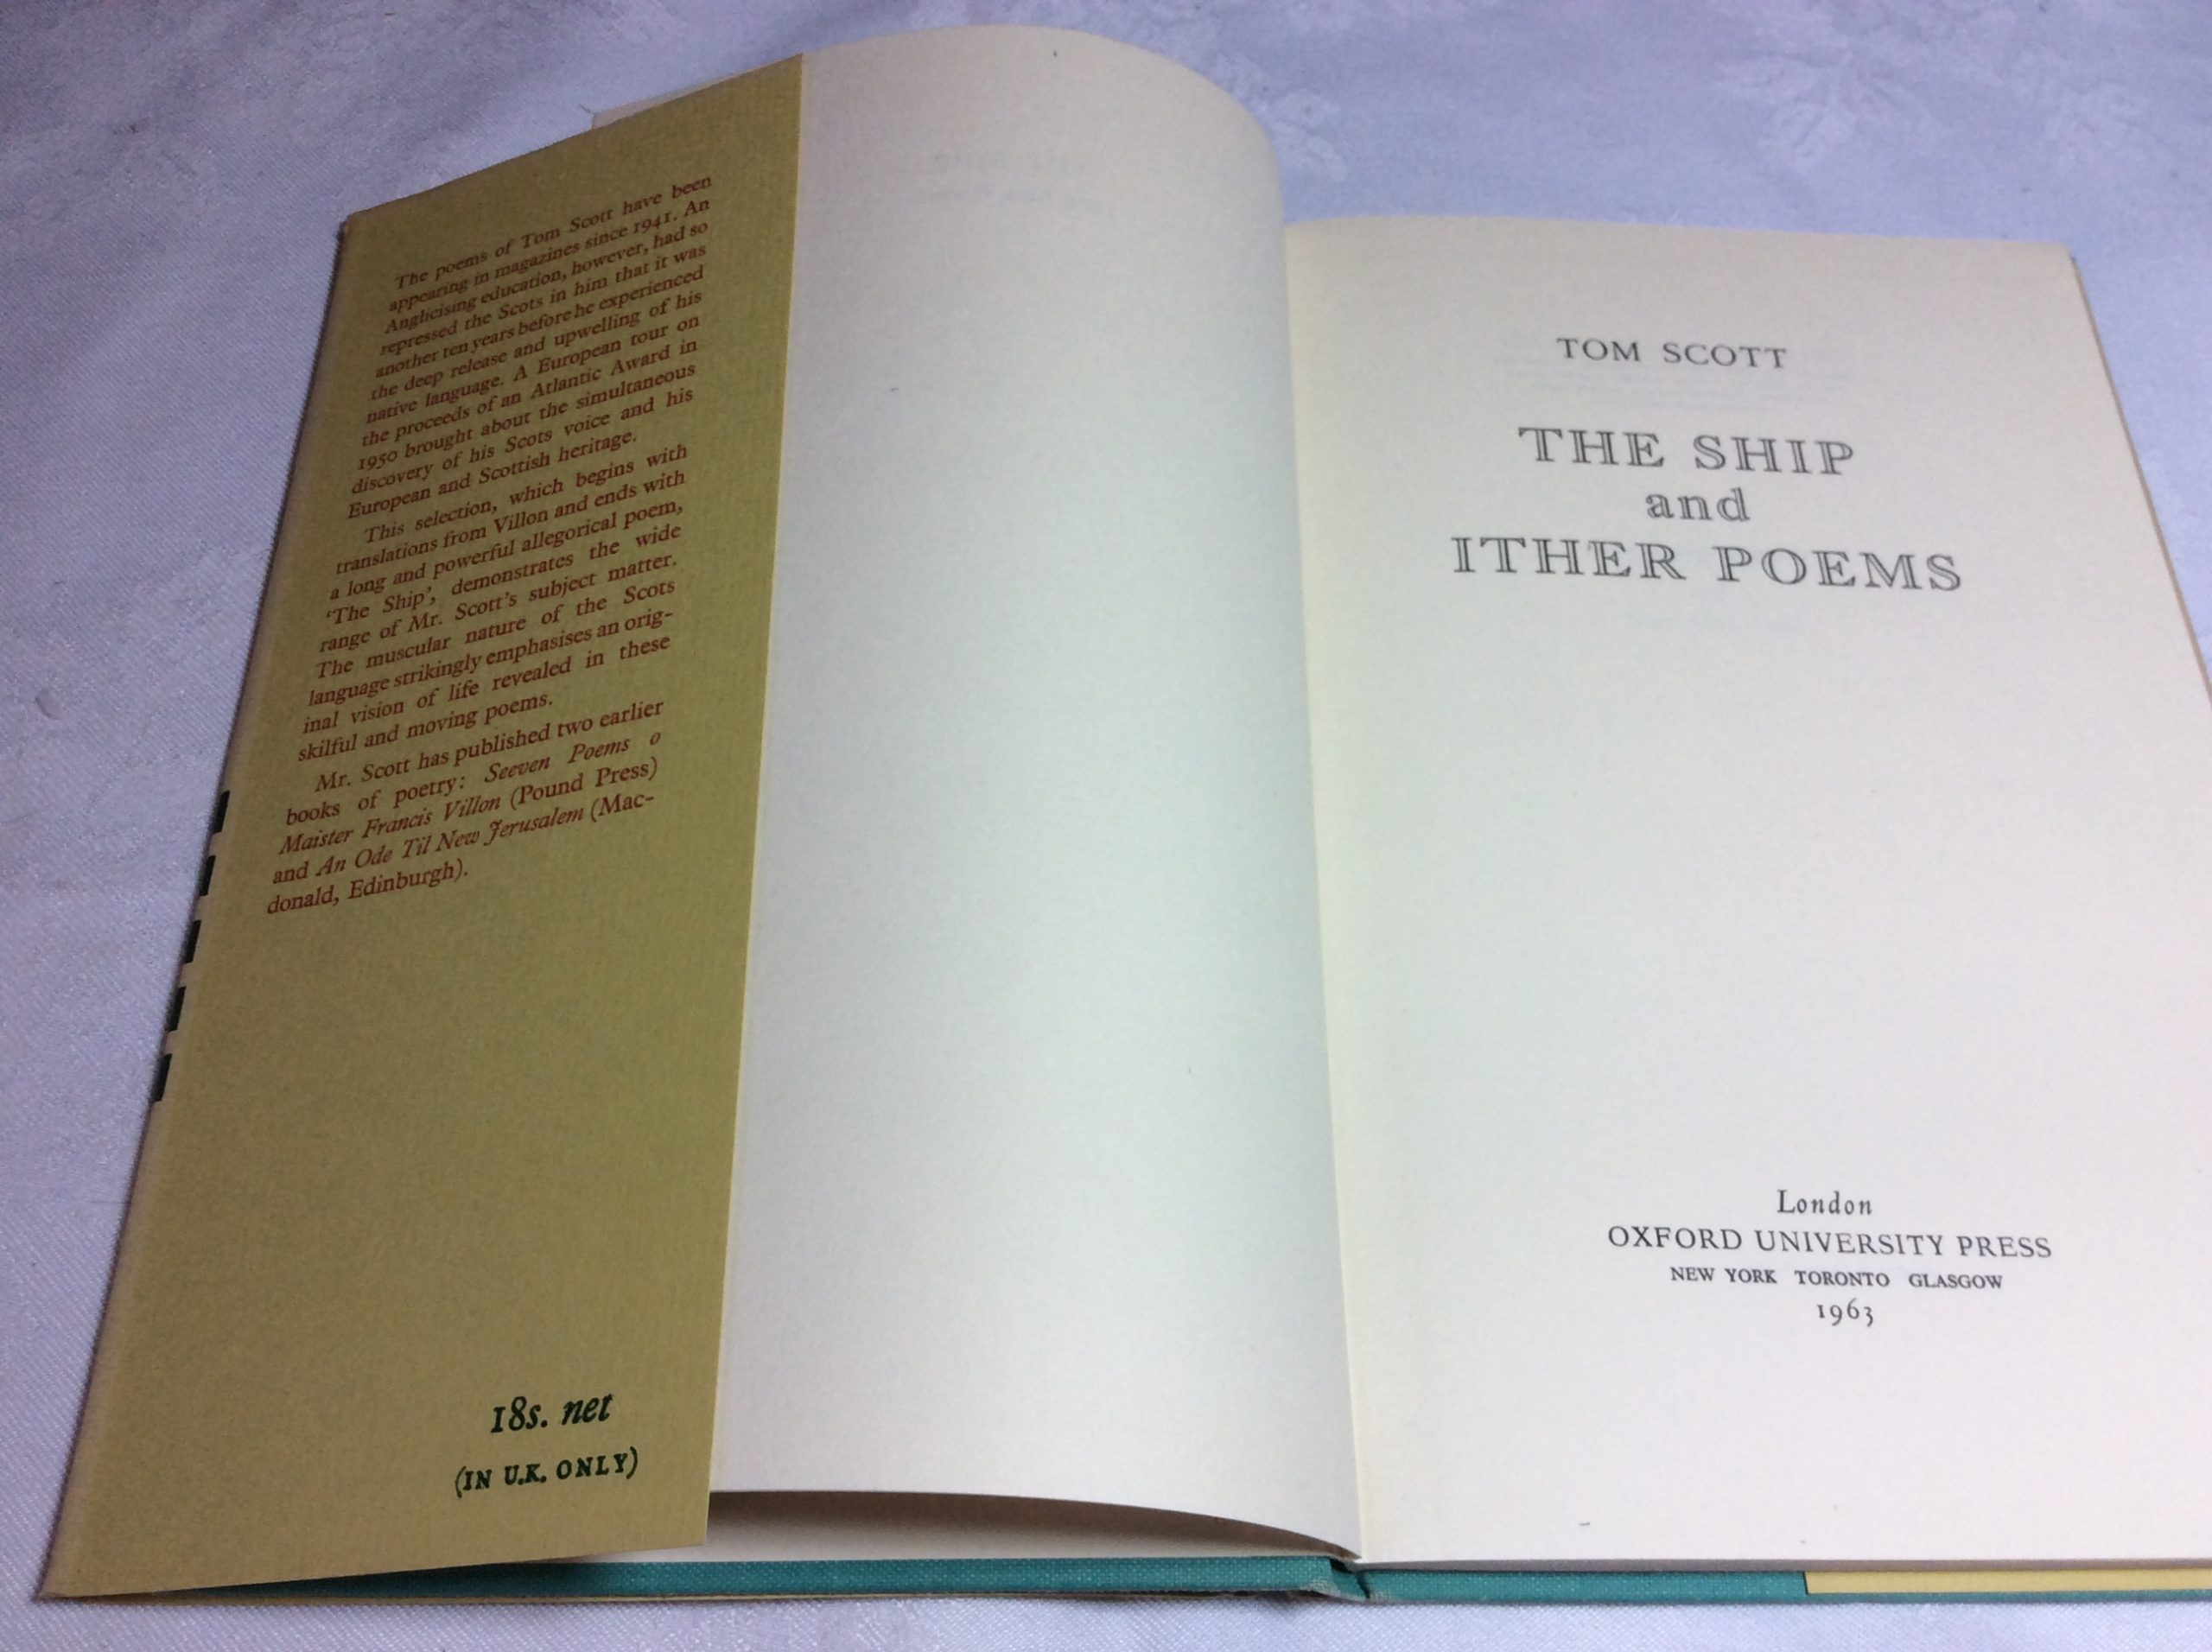 The poems of Tom Scott have been
appearing in magazines since 1941. An
Anglicising education, however, had so
repressed the Scots in him that it was
another ten years before he experienced
the deep release and upwelling of his
native language. A European tour on
the proceeds of an Atlantic Award in
1950 brought about the simultaneous
discovery of his Scots voice and his
European and Scottish heritage.
This selection, which begins with
translations from Villon and ends with
a long and powerful allegorical poem,
‘The Ship’, demonstrates the wide
range of Mr. Scott’s subject matter.
The muscular nature of the Scots
language strikingly emphasises an orig-
inal vision of life revealed in these
skilful and moving poems.
Mr. Scott has published two earlier
books of poetry: Seeven Poems o
Maister Francis Villon (Pound Press)
and An Ode Til New Jerusalem (Mac-
donald, Edinburgh).
18s. net
(IN U.K. ONLY)
TOM SCOTT
THE SHIP
and
ITHER POEMS
London
OXFORD UNIVERSITY PRESS
NEW YORK TORONTO GLASGOW
1963